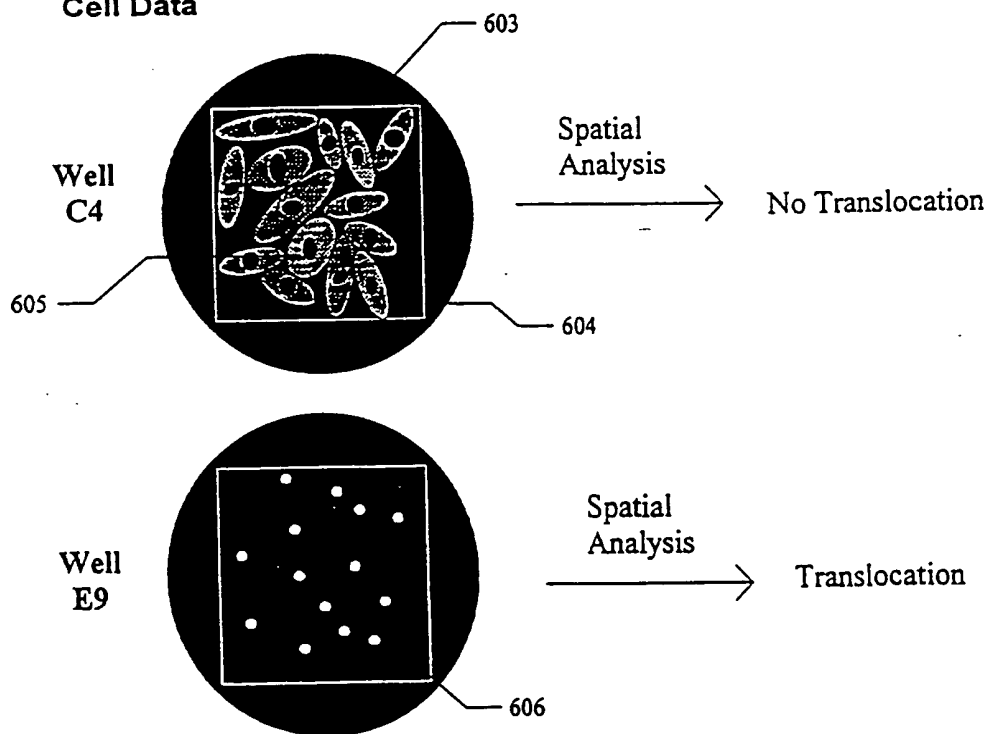 Cell Data
603
Spatial
Analysis
Well
C4
No Translocation
605
604
Spatial
Analysis
Well
E9
Translocation
606